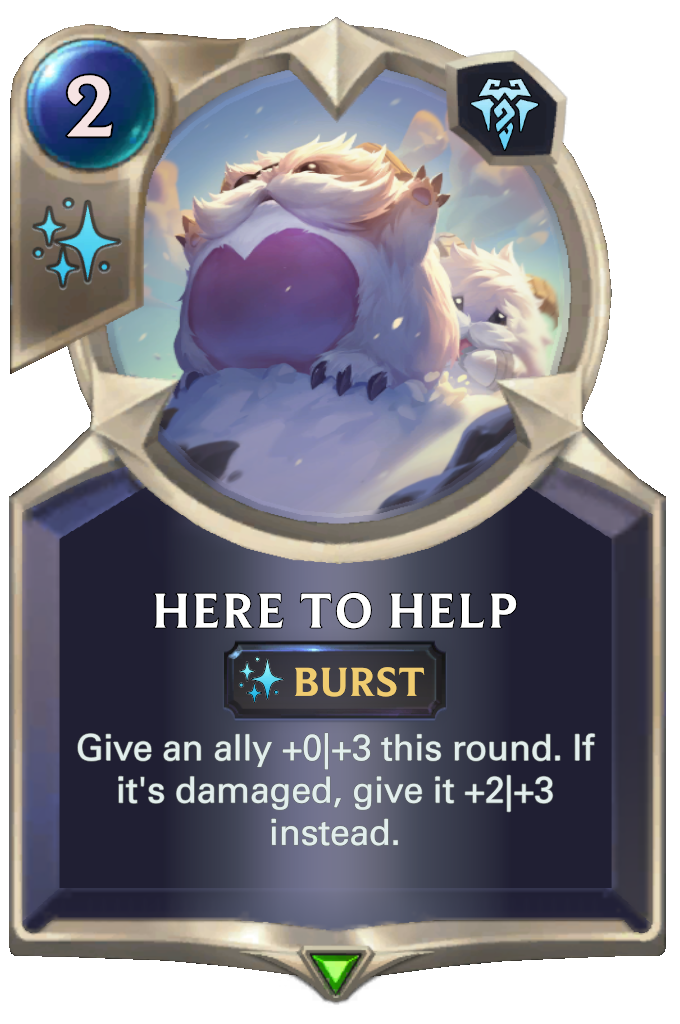 2
HERE TO HELP
BURST
Give an ally +0|+3 this round. If
it's damaged, give it +2|+3
instead.